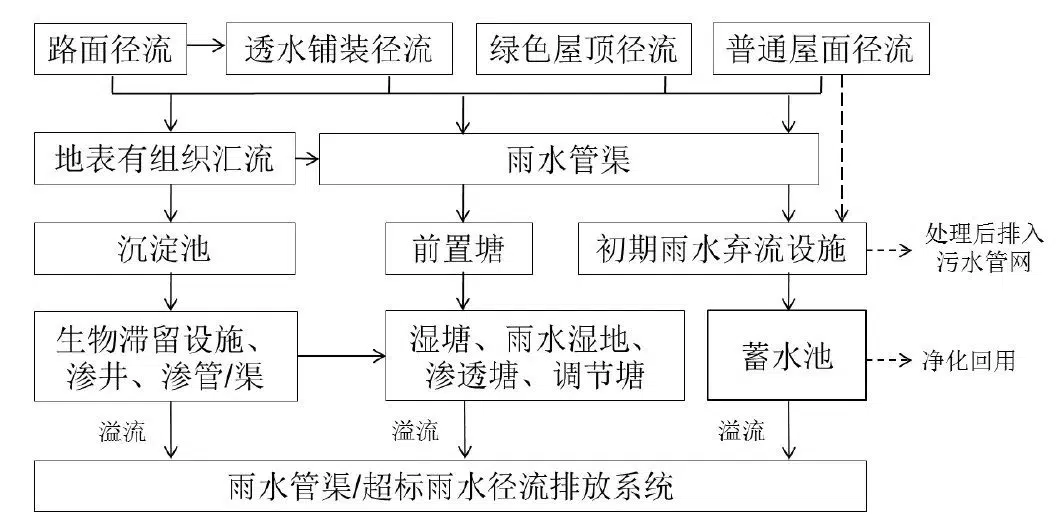 路面径流
透水铺装径流
绿色屋顶径流
普通屋面径流
地表有组织汇流
雨水管渠
沉淀池
前置塘
初期雨水弃流设施
处理后排入
污水管网
生物滞留设施、
渗井、渗管/渠
湿塘、雨水湿地、
渗透塘、调节塘
蓄水池
净化回用
溢流
溢流
溢流
雨水管渠/超标雨水径流排放系统